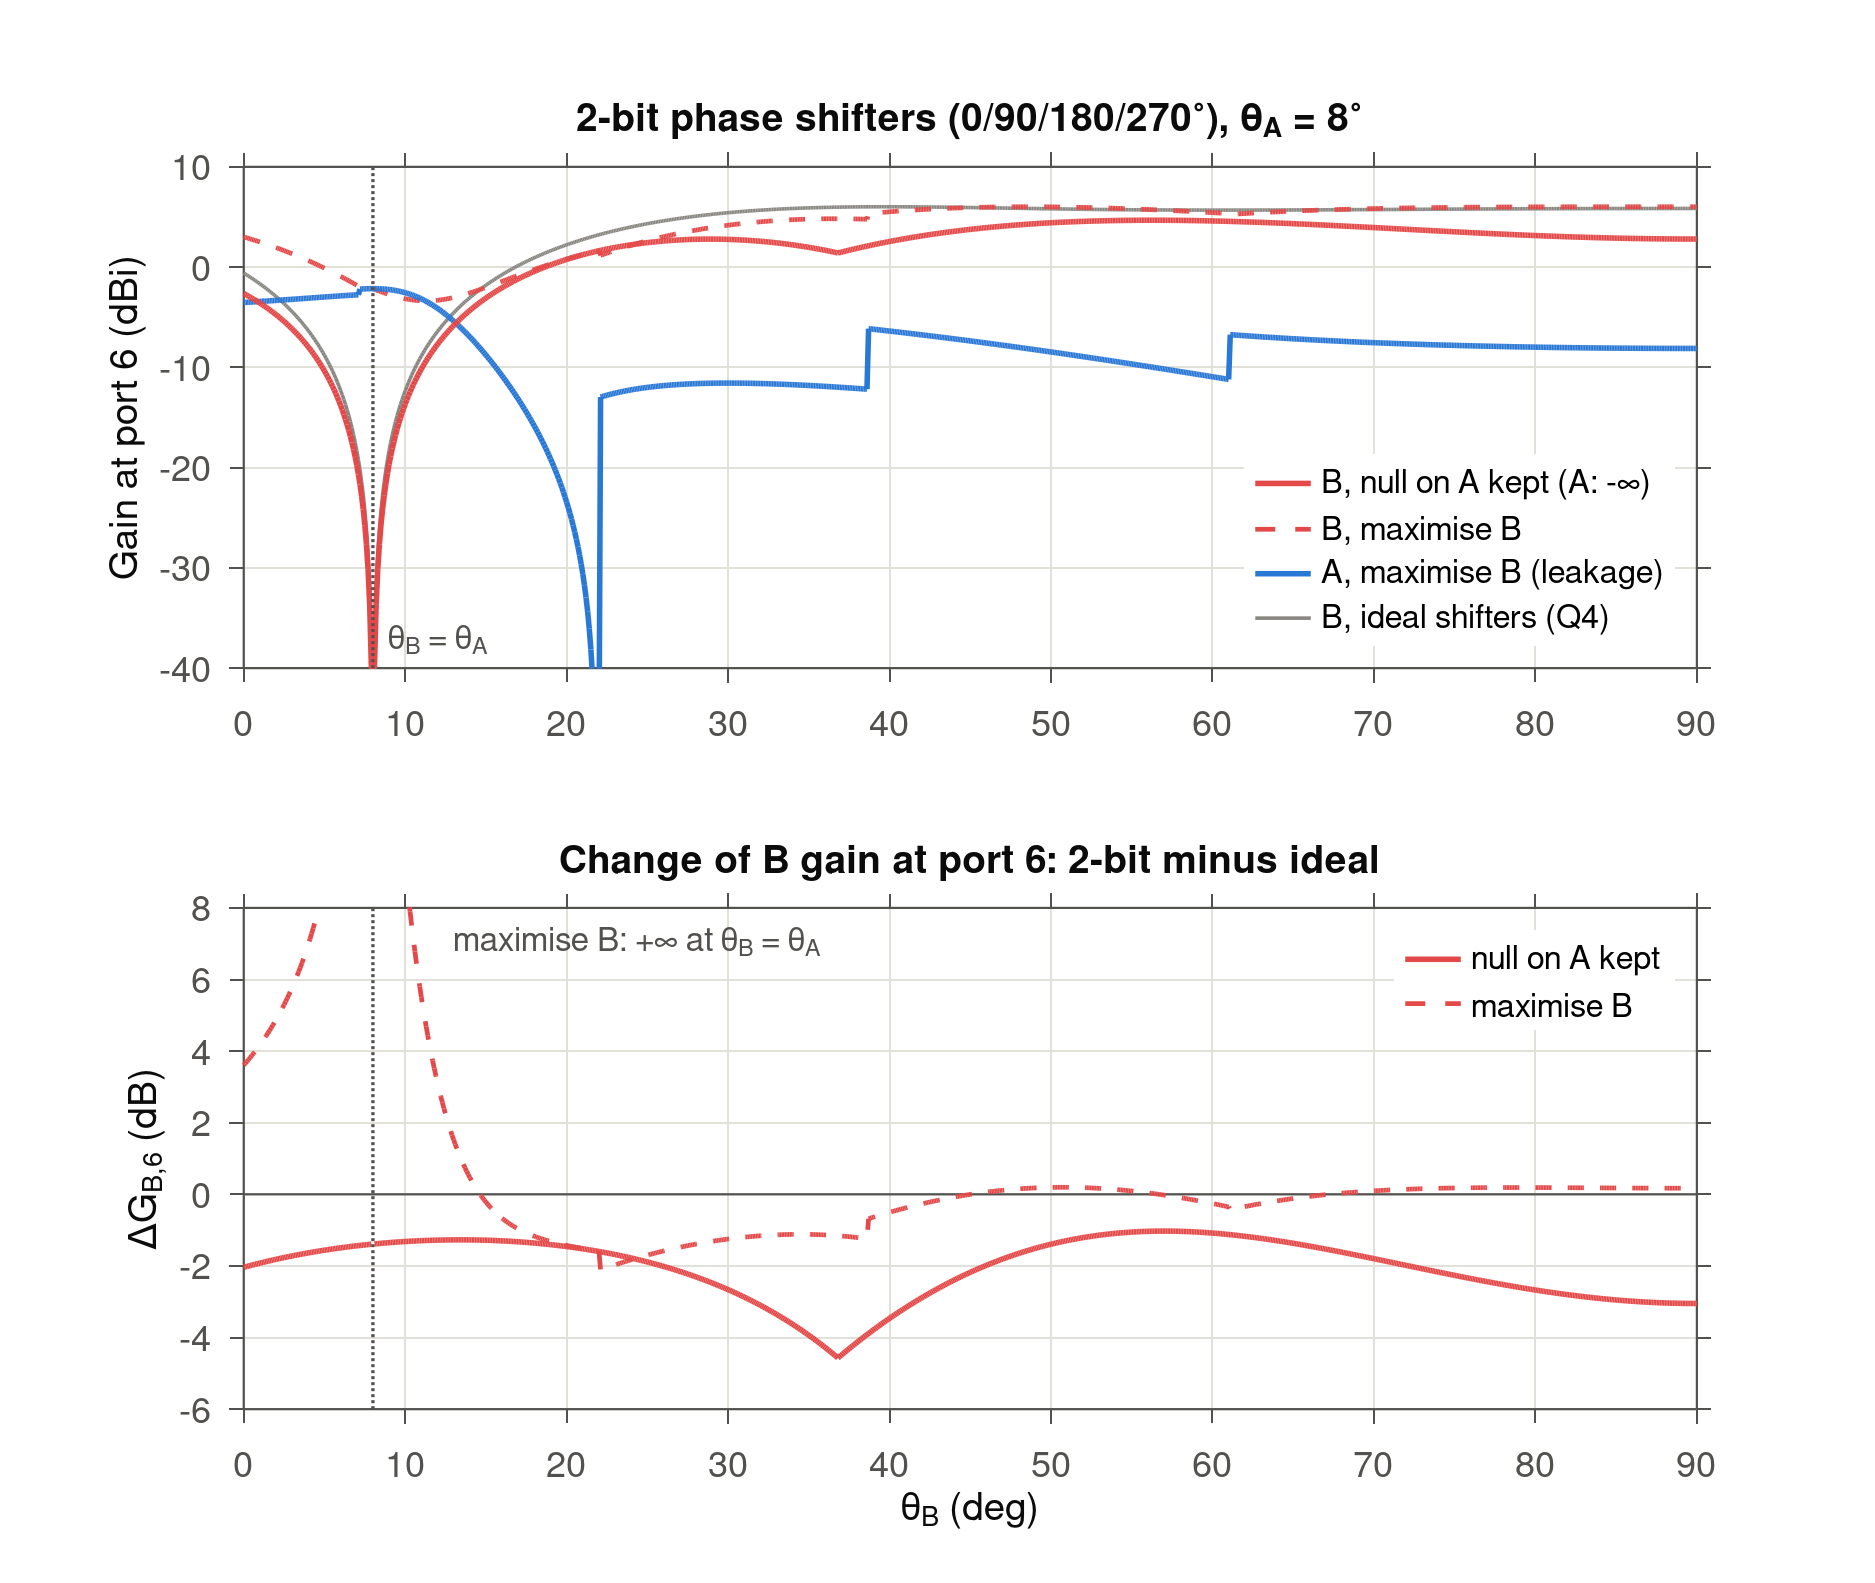 2-bit phase shifters (0/90/180/270°), θA = 8°
Gain at port 6 (dBi)
10
0
-10
-20
-30
-40
θB = θA
B, null on A kept (A: -∞)
B, maximise B
A, maximise B (leakage)
B, ideal shifters (Q4)
0 10 20 30 40 50 60 70 80 90
Change of B gain at port 6: 2-bit minus ideal
ΔGB,6 (dB)
8
6
4
2
0
-2
-4
-6
maximise B: +∞ at θB = θA
null on A kept
maximise B
0 10 20 30 40 50 60 70 80 90
θB (deg)